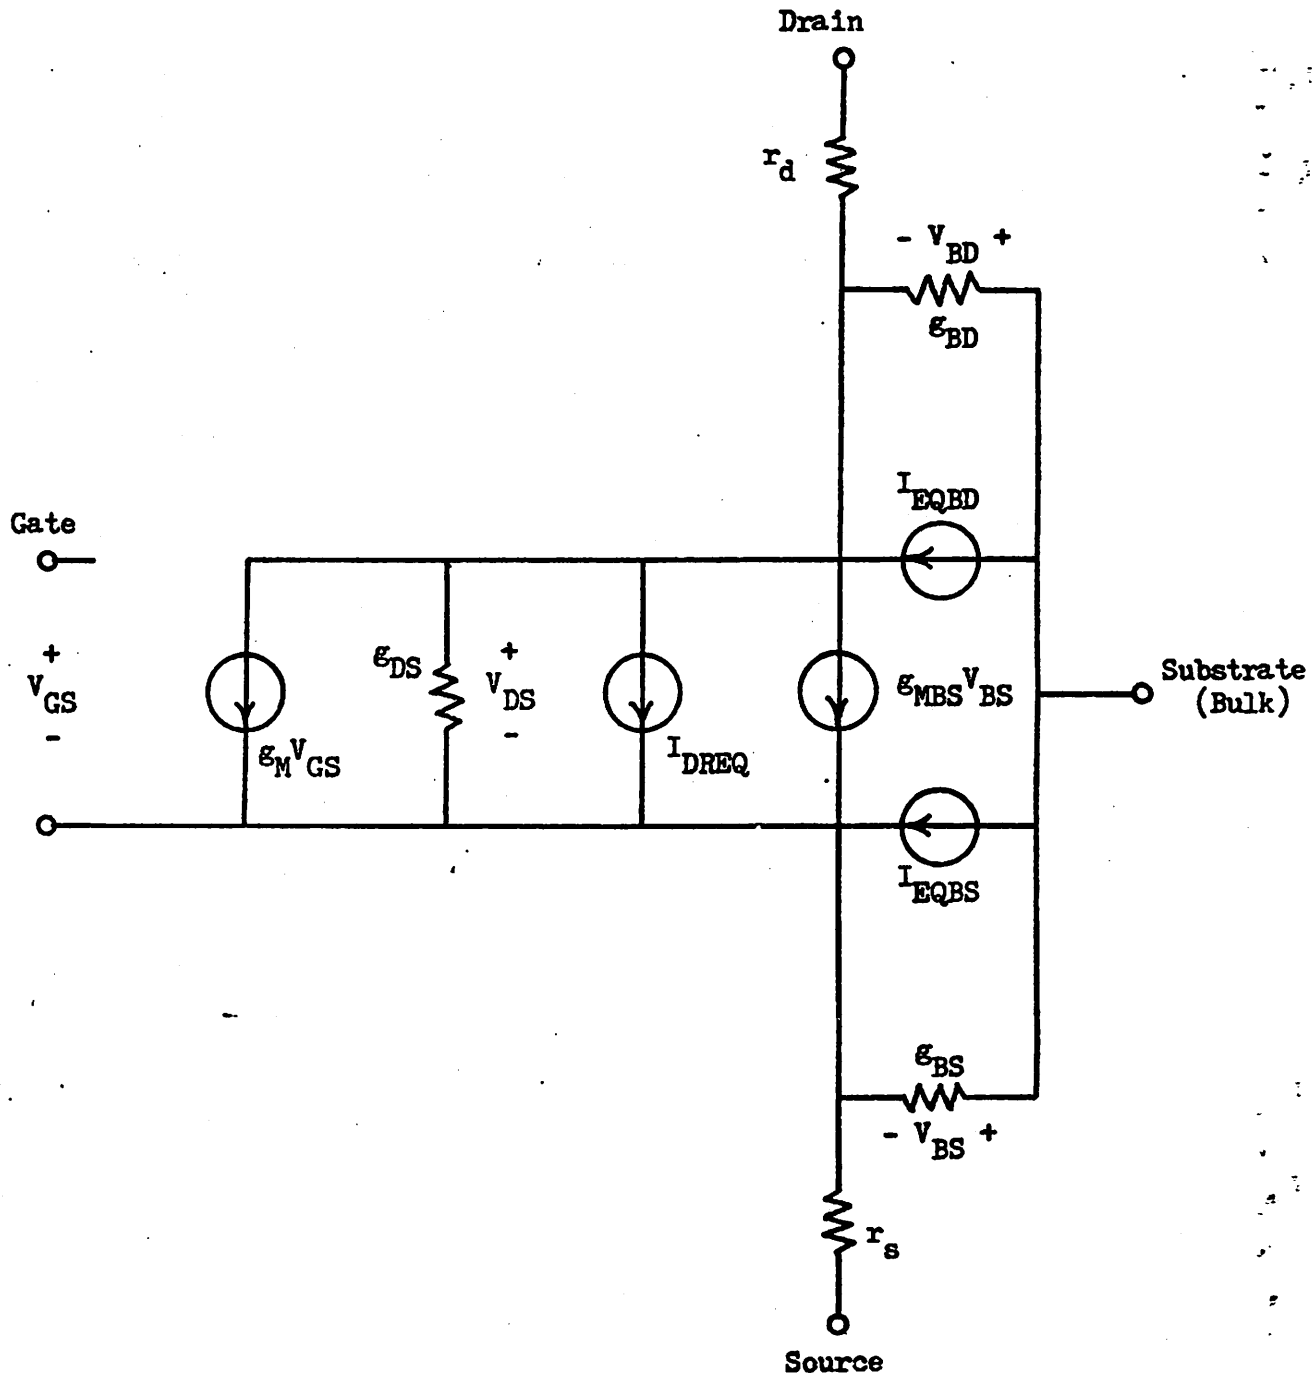 Drain
r_d
- V_BD +
g_BD
I_EQBD
Gate
+
V_GS
-
g_M V_GS
g_DS
+
V_DS
-
I_DREQ
g_MBS V_BS
Substrate
(Bulk)
I_EQBS
g_BS
- V_BS +
r_s
Source